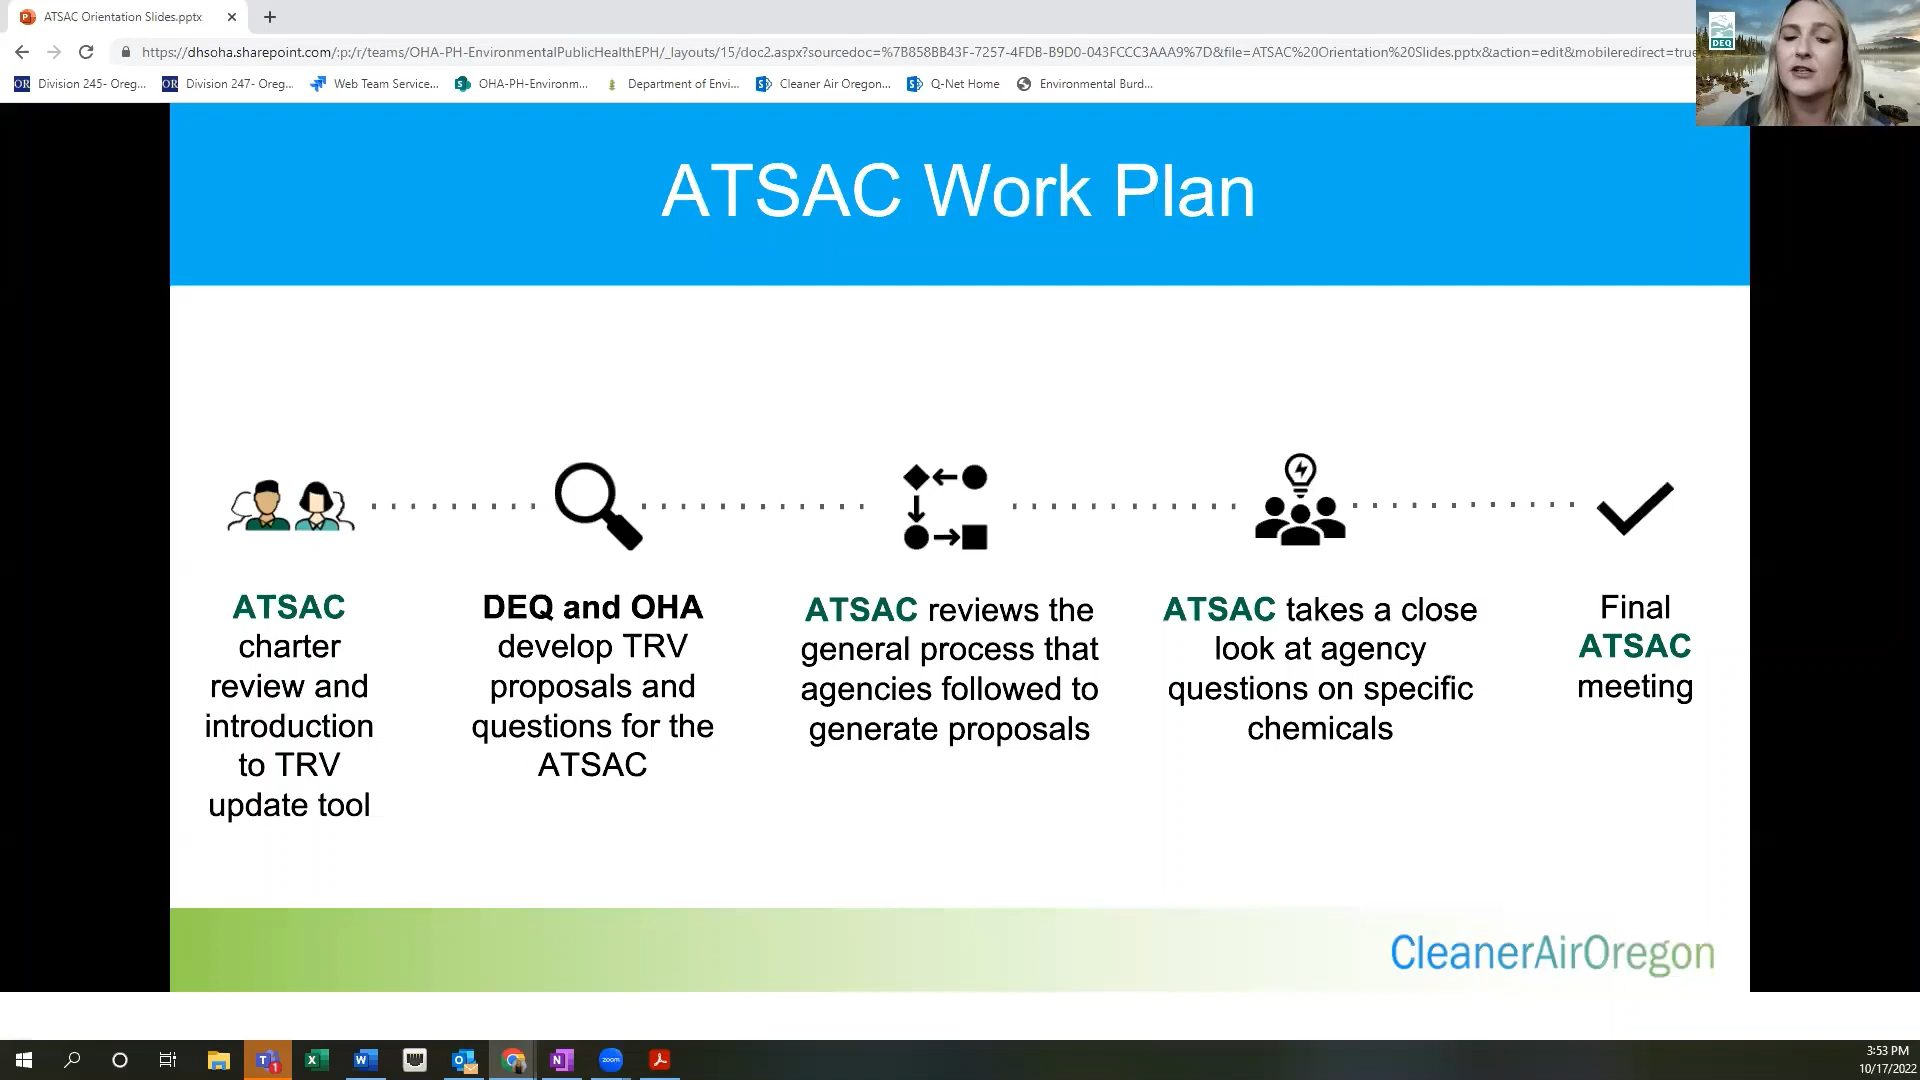 ATSAC Orientation Slides.pptx
https://dhsoha.sharepoint.com/:p:/r/teams/OHA-PH-EnvironmentalPublicHealthEPH/_layouts/15/doc2.aspx?sourcedoc=%7B858BB43F-7257-4FDB-B9D0-043FCCC3AAA9%7D&file=ATSAC%20Orientation%20Slides.pptx&action=edit&mobileredirect=true
DEQ
OR Division 245- Oreg... OR Division 247- Oreg... Web Team Service... OHA-PH-Environm... Department of Envi... Cleaner Air Oregon... Q-Net Home Environmental Burd...
ATSAC Work Plan
ATSAC
charter
review and
introduction
to TRV
update tool
DEQ and OHA
develop TRV
proposals and
questions for the
ATSAC
ATSAC reviews the
general process that
agencies followed to
generate proposals
ATSAC takes a close
look at agency
questions on specific
chemicals
Final
ATSAC
meeting
CleanerAirOregon
zoom
3:53 PM
10/17/2022